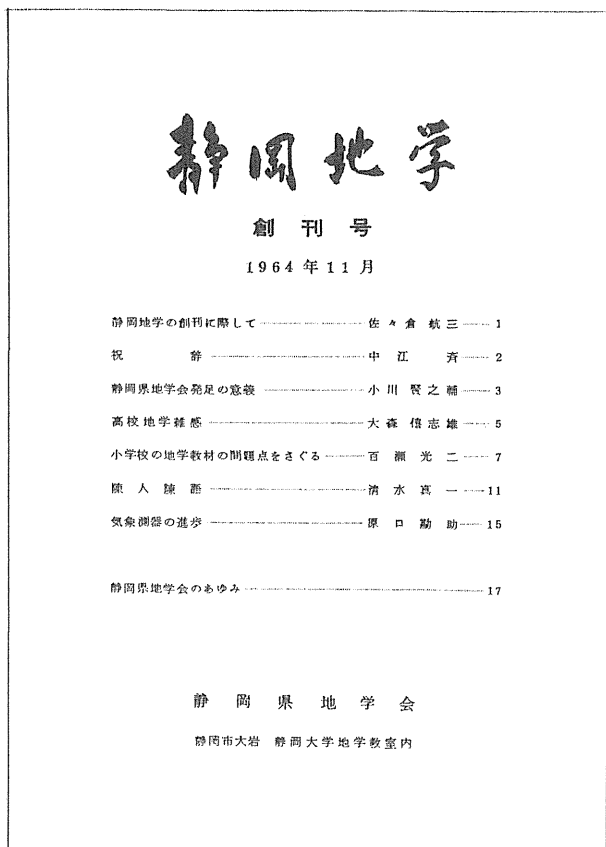 静岡地学
創刊号
1964年11月
静岡地学の創刊に際して 佐々倉航三 1
祝辞 中江斉 2
静岡県地学会発足の意義 小川賢之輔 3
高校地学雑感 大森信志雄 5
小学校の地学教材の問題点をさぐる 百瀬光二 7
陳人陳語 清水真一 11
気象測器の進歩 原口勘助 15
静岡県地学会のあゆみ 17
静岡県地学会
静岡市大岩 静岡大学地学教室内